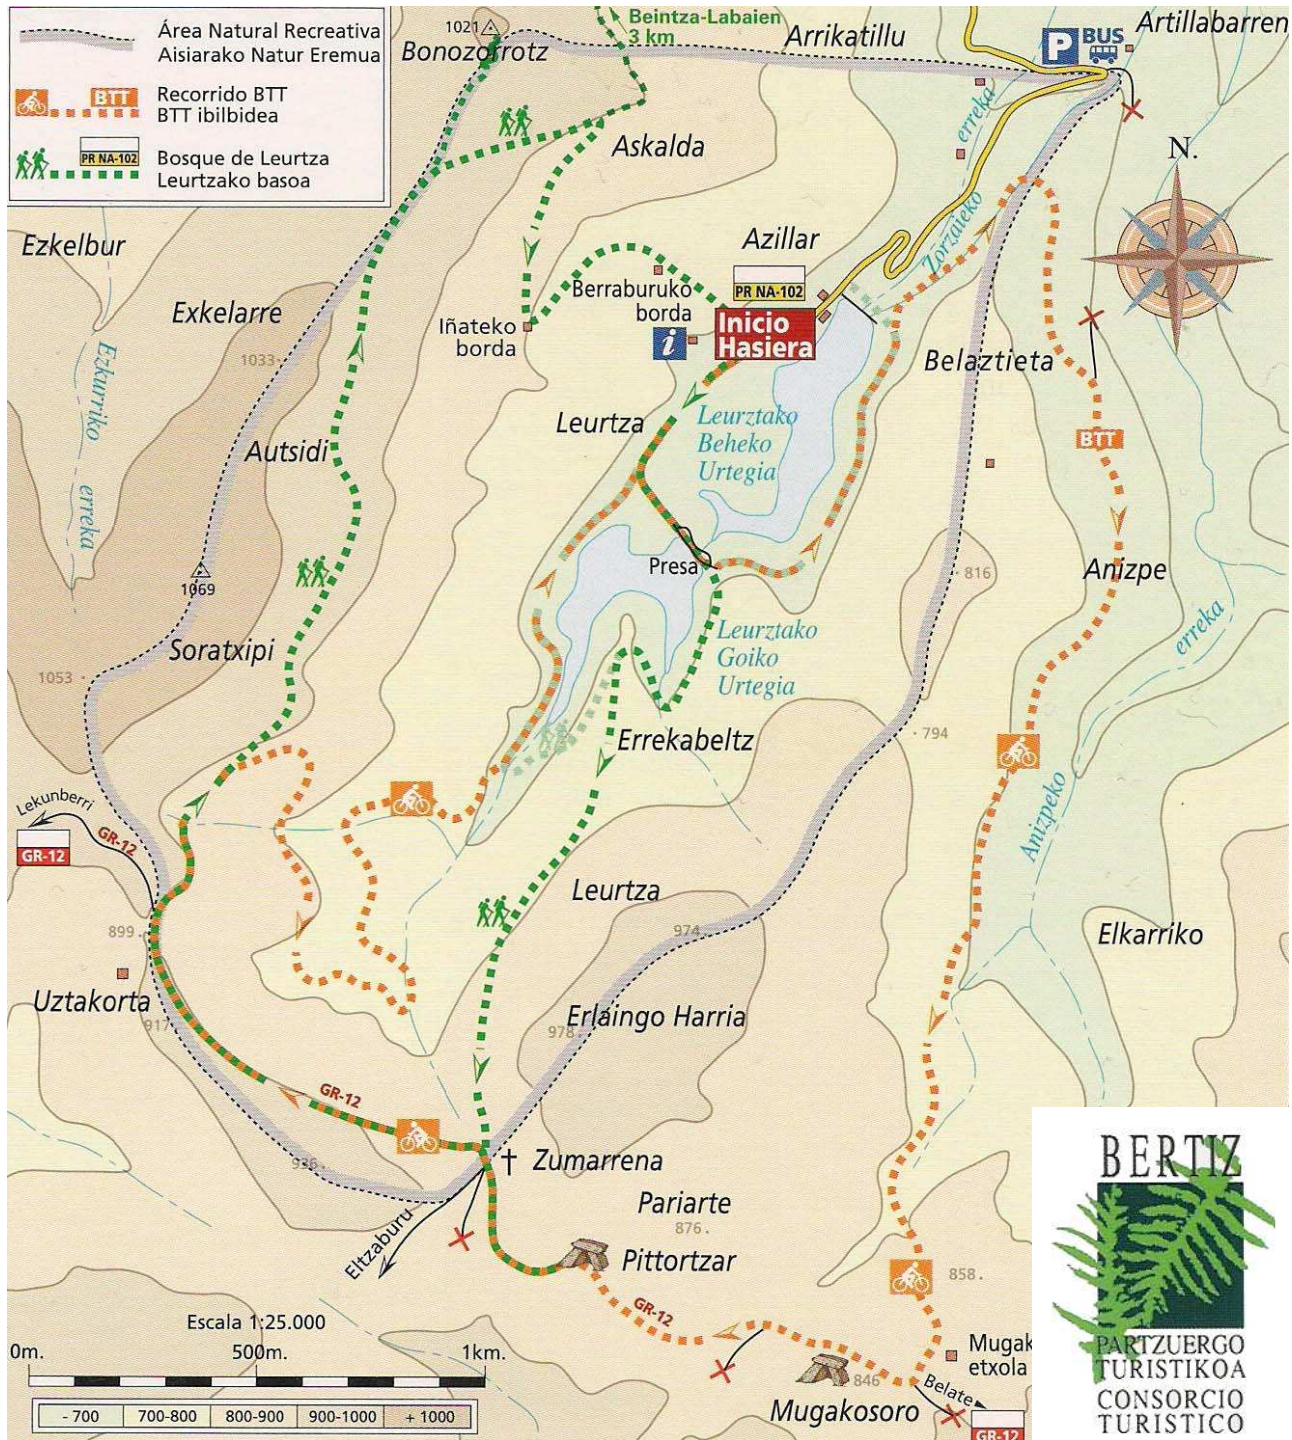 Área Natural Recreativa
Aisiarako Natur Eremua
BTT
Recorrido BTT
BTT ibilbidea
PR NA-102
Bosque de Leurtza
Leurtzako basoa
1021
Bonozorrotz
Beintza-Labaien
3 km
Arrikatillu
P
BUS
Artillabarren
Askalda
erreka
N.
Ezkelbur
Azillar
Zorzaieko
PR NA-102
Exkelarre
Berraburuko
borda
Iñateko
borda
i
Inicio
Hasiera
1033
Belaztieta
Ezkurriko
erreka
Leurtza
Leurztako
Beheko
Urtegia
Autsidi
BTT
1069
Presa
816
Anizpe
Soratxipi
1053
Leurztako
Goiko
Urtegia
erreka
Errekabeltz
794
Lekunberri
GR-12
GR-12
Anizpeko
Leurtza
899
974
Elkarriko
Uztakorta
917
Erlaingo Harria
978
GR-12
936
Zumarrena
Pariarte
876
Eltzaburu
Pittortzar
858
GR-12
Escala 1:25.000
0m.
500m.
1km.
Mugak
etxola
846
Belate
Mugakosoro
GR-12
- 700
700-800
800-900
900-1000
+ 1000
BERTIZ
PARTZUERGO
TURISTIKOA
CONSORCIO
TURISTICO